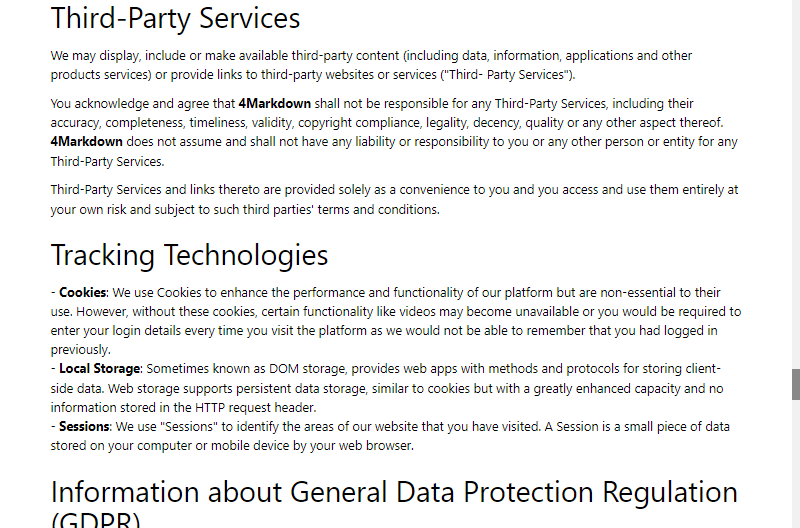 Third-Party Services
We may display, include or make available third-party content (including data, information, applications and other
products services) or provide links to third-party websites or services ("Third- Party Services").
You acknowledge and agree that 4Markdown shall not be responsible for any Third-Party Services, including their
accuracy, completeness, timeliness, validity, copyright compliance, legality, decency, quality or any other aspect thereof.
4Markdown does not assume and shall not have any liability or responsibility to you or any other person or entity for any
Third-Party Services.
Third-Party Services and links thereto are provided solely as a convenience to you and you access and use them entirely at
your own risk and subject to such third parties' terms and conditions.
Tracking Technologies
- Cookies: We use Cookies to enhance the performance and functionality of our platform but are non-essential to their
use. However, without these cookies, certain functionality like videos may become unavailable or you would be required to
enter your login details every time you visit the platform as we would not be able to remember that you had logged in
previously.
- Local Storage: Sometimes known as DOM storage, provides web apps with methods and protocols for storing client-
side data. Web storage supports persistent data storage, similar to cookies but with a greatly enhanced capacity and no
information stored in the HTTP request header.
- Sessions: We use "Sessions" to identify the areas of our website that you have visited. A Session is a small piece of data
stored on your computer or mobile device by your web browser.
Information about General Data Protection Regulation
(GDPR)